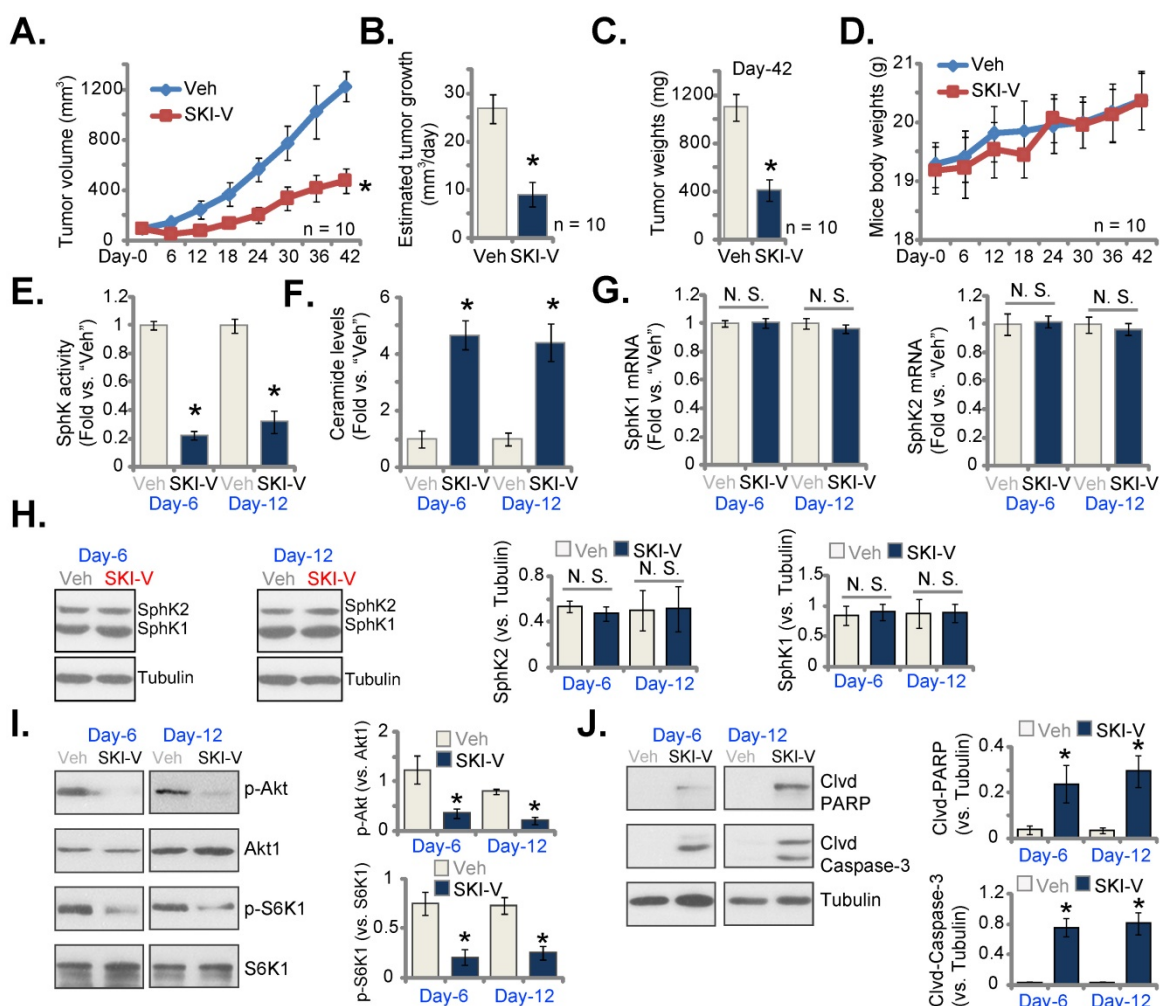 A.
Tumor volume (mm³)
1200
800
400
0
Veh
SKI-V
*
n = 10
Day-0 6 12 18 24 30 36 42
B.
Estimated tumor growth
(mm³/day)
30
20
10
0
*
n = 10
Veh SKI-V
C.
Day-42
Tumor weights (mg)
1200
800
400
0
*
n = 10
Veh SKI-V
D.
Mice body weights (g)
21
20
19
18
Veh
SKI-V
n = 10
Day-0 6 12 18 24 30 36 42
E.
SphK activity
(Fold vs. "Veh")
1.2
1
0.8
0.6
0.4
0.2
0
* *
Veh SKI-V Veh SKI-V
Day-6 Day-12
F.
Ceramide levels
(Fold vs. "Veh")
6
4
2
0
* *
Veh SKI-V Veh SKI-V
Day-6 Day-12
G.
SphK1 mRNA
(Fold vs. "Veh")
1.2
1
0.8
0.6
0.4
0.2
0
N. S. N. S.
Veh SKI-V Veh SKI-V
Day-6 Day-12
SphK2 mRNA
(Fold vs. "Veh")
1.2
1
0.8
0.6
0.4
0.2
0
N. S. N. S.
Veh SKI-V Veh SKI-V
Day-6 Day-12
H.
Day-6
Veh SKI-V
SphK2
SphK1
Tubulin
Day-12
Veh SKI-V
SphK2
SphK1
Tubulin
SphK2 (vs. Tubulin)
Veh SKI-V
0.8
0.4
0
N. S. N. S.
Day-6 Day-12
SphK1 (vs. Tubulin)
Veh SKI-V
1.5
1
0.5
0
N. S. N. S.
Day-6 Day-12
I.
Day-6 Day-12
Veh SKI-V Veh SKI-V
p-Akt
Akt1
p-S6K1
S6K1
p-Akt (vs. Akt1)
2
1
0
Veh
SKI-V
* *
Day-6 Day-12
p-S6K1 (vs. S6K1)
1
0.5
0
Veh
SKI-V
* *
Day-6 Day-12
J.
Day-6 Day-12
Veh SKI-V Veh SKI-V
Clvd
PARP
Clvd
Caspase-3
Tubulin
Clvd-PARP
(vs. Tubulin)
Veh SKI-V
0.4
0.2
0
* *
Day-6 Day-12
Clvd-Caspase-3
(vs. Tubulin)
Veh SKI-V
1.2
0.8
0.4
0
* *
Day-6 Day-12